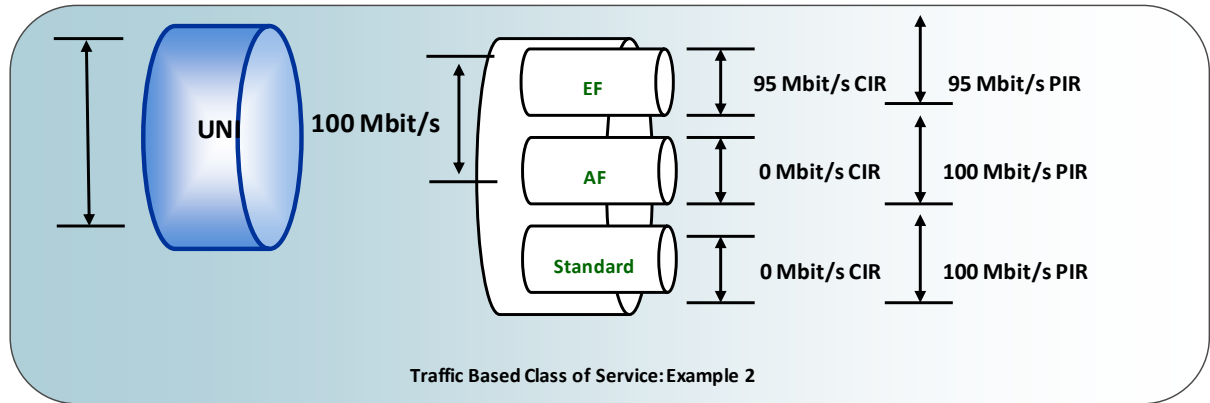 UNI
100 Mbit/s
EF
95 Mbit/s CIR
95 Mbit/s PIR
AF
0 Mbit/s CIR
100 Mbit/s PIR
Standard
0 Mbit/s CIR
100 Mbit/s PIR
Traffic Based Class of Service: Example 2